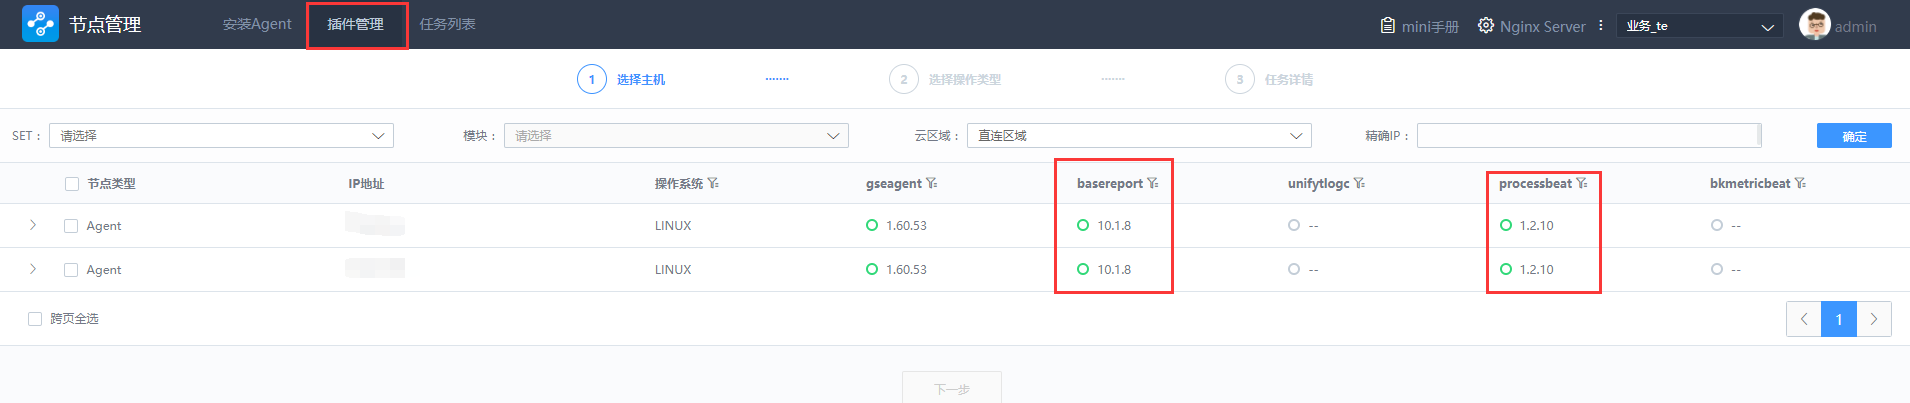 节点管理 安装Agent 插件管理 任务列表 mini手册 Nginx Server 业务_te admin
1 选择主机 ······· 2 选择操作类型 ······· 3 任务详情
SET： 请选择 模块： 请选择 云区域： 直连区域 精确IP： 确定
节点类型 IP地址 操作系统 gseagent basereport unifytlogc processbeat bkmetricbeat
Agent LINUX 1.60.53 10.1.8 -- 1.2.10 --
Agent LINUX 1.60.53 10.1.8 -- 1.2.10 --
跨页全选 1
下一步